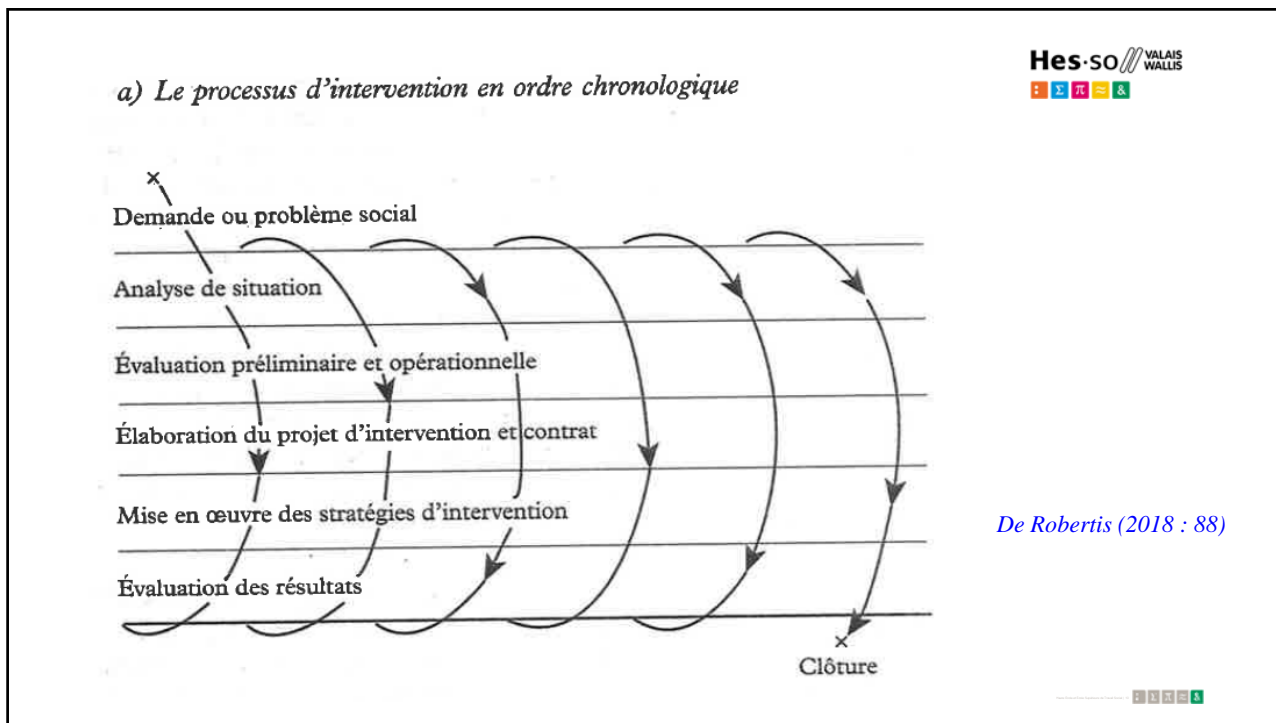 Hes·so VALAIS
WALLIS
: Σ π ≈ &
a) Le processus d'intervention en ordre chronologique
×
Demande ou problème social
Analyse de situation
Évaluation préliminaire et opérationnelle
Élaboration du projet d'intervention et contrat
Mise en œuvre des stratégies d'intervention
De Robertis (2018 : 88)
Évaluation des résultats
×
Clôture
: Σ π ≈ &